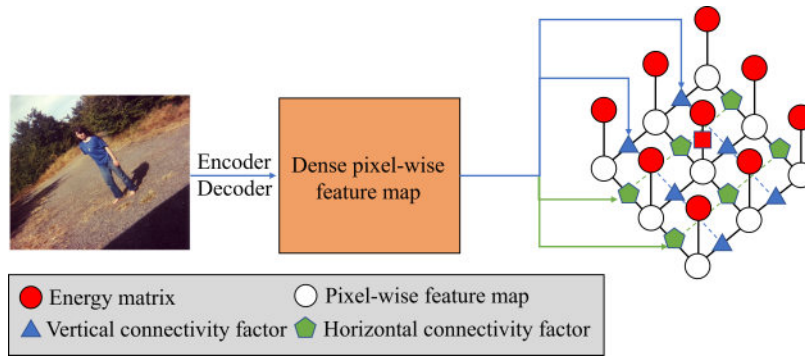 Encoder
Decoder
Dense pixel-wise
feature map
Energy matrix
Pixel-wise feature map
Vertical connectivity factor
Horizontal connectivity factor